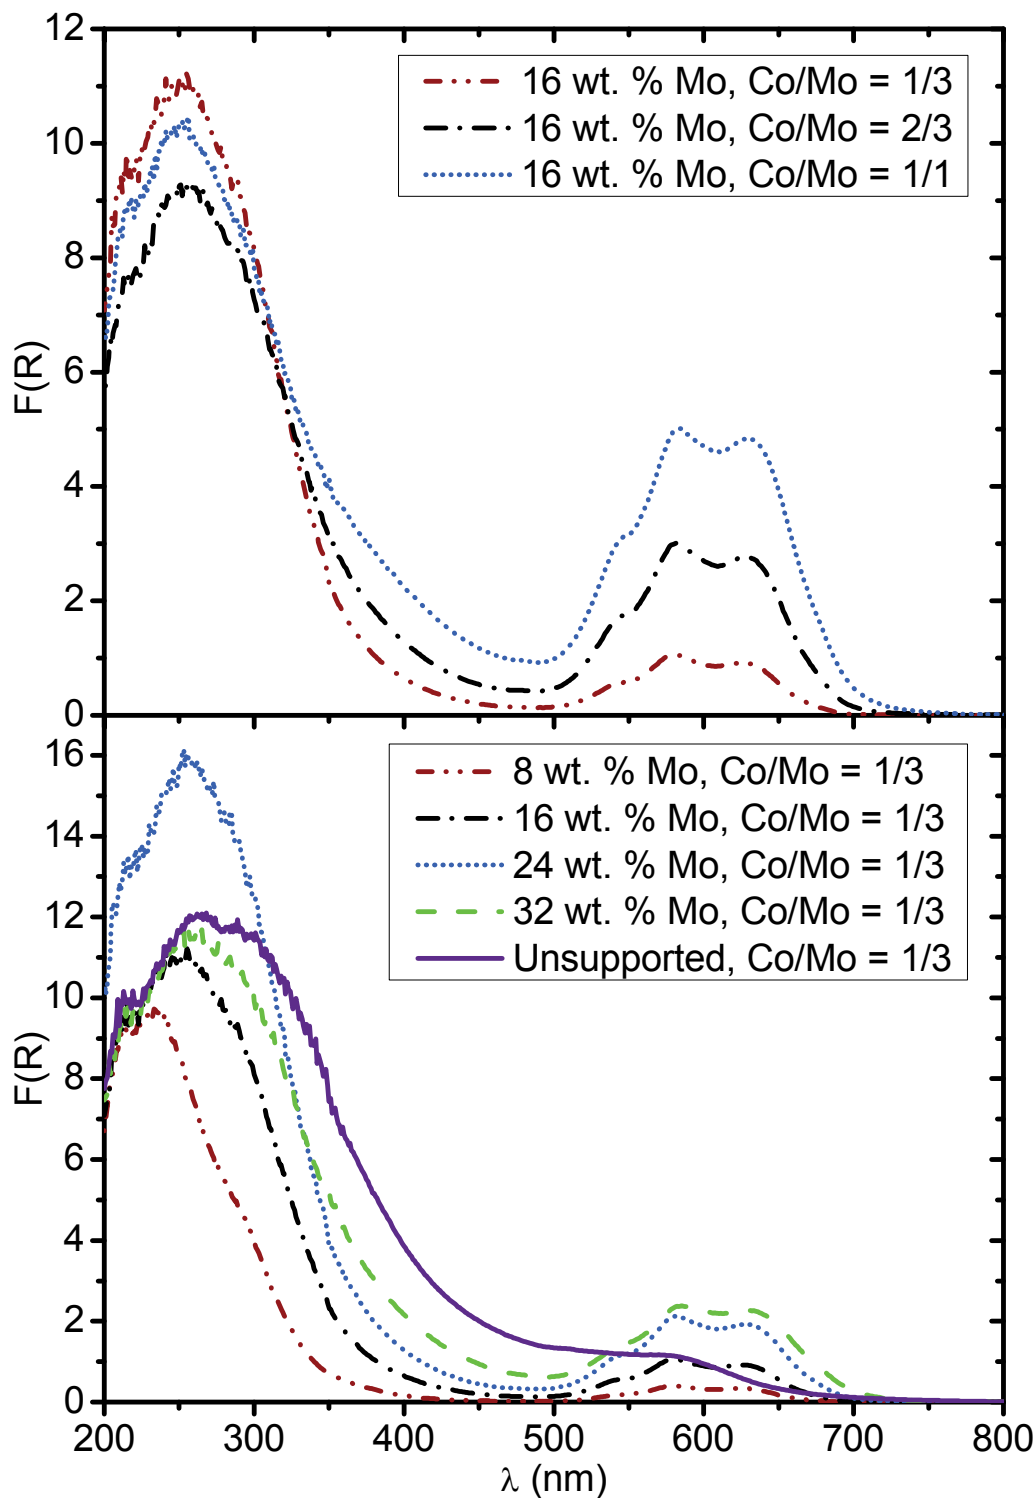 12
10
8
6
4
2
0
F(R)
16 wt. % Mo, Co/Mo = 1/3
16 wt. % Mo, Co/Mo = 2/3
16 wt. % Mo, Co/Mo = 1/1
16
14
12
10
8
6
4
2
0
F(R)
8 wt. % Mo, Co/Mo = 1/3
16 wt. % Mo, Co/Mo = 1/3
24 wt. % Mo, Co/Mo = 1/3
32 wt. % Mo, Co/Mo = 1/3
Unsupported, Co/Mo = 1/3
200 300 400 500 600 700 800
λ (nm)